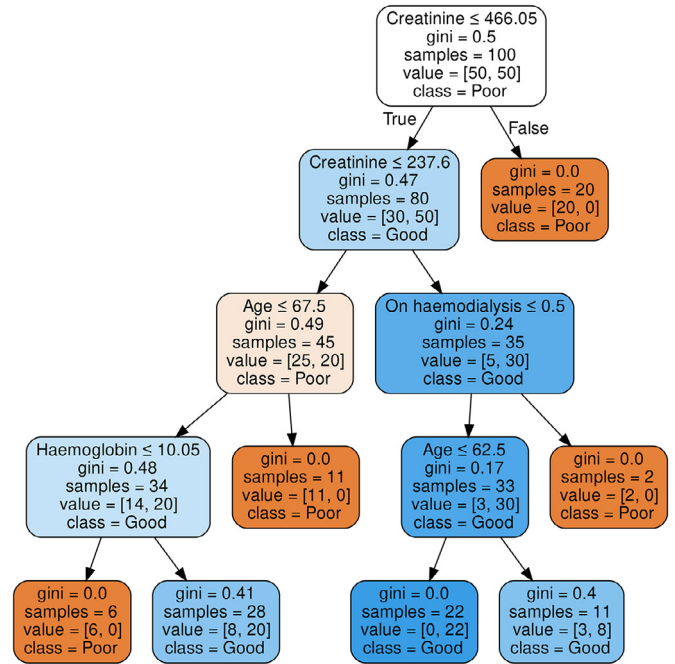 Creatinine ≤ 466.05
gini = 0.5
samples = 100
value = [50, 50]
class = Poor
True
False
Creatinine ≤ 237.6
gini = 0.47
samples = 80
value = [30, 50]
class = Good
gini = 0.0
samples = 20
value = [20, 0]
class = Poor
Age ≤ 67.5
gini = 0.49
samples = 45
value = [25, 20]
class = Poor
On haemodialysis ≤ 0.5
gini = 0.24
samples = 35
value = [5, 30]
class = Good
Haemoglobin ≤ 10.05
gini = 0.48
samples = 34
value = [14, 20]
class = Good
gini = 0.0
samples = 11
value = [11, 0]
class = Poor
Age ≤ 62.5
gini = 0.17
samples = 33
value = [3, 30]
class = Good
gini = 0.0
samples = 2
value = [2, 0]
class = Poor
gini = 0.0
samples = 6
value = [6, 0]
class = Poor
gini = 0.41
samples = 28
value = [8, 20]
class = Good
gini = 0.0
samples = 22
value = [0, 22]
class = Good
gini = 0.4
samples = 11
value = [3, 8]
class = Good